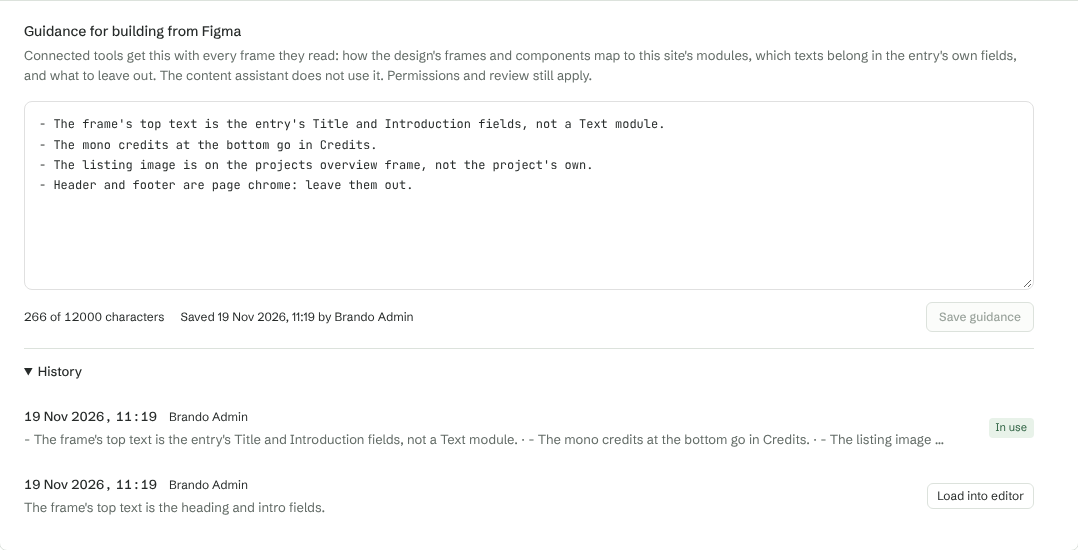 Guidance for building from Figma
Connected tools get this with every frame they read: how the design's frames and components map to this site's modules, which texts belong in the entry's own fields,
and what to leave out. The content assistant does not use it. Permissions and review still apply.
- The frame's top text is the entry's Title and Introduction fields, not a Text module.
- The mono credits at the bottom go in Credits.
- The listing image is on the projects overview frame, not the project's own.
- Header and footer are page chrome: leave them out.
266 of 12000 characters Saved 19 Nov 2026, 11:19 by Brando Admin
Save guidance
▼ History
19 Nov 2026, 11:19 Brando Admin
- The frame's top text is the entry's Title and Introduction fields, not a Text module. · - The mono credits at the bottom go in Credits. · - The listing image ...
In use
19 Nov 2026, 11:19 Brando Admin
The frame's top text is the heading and intro fields.
Load into editor